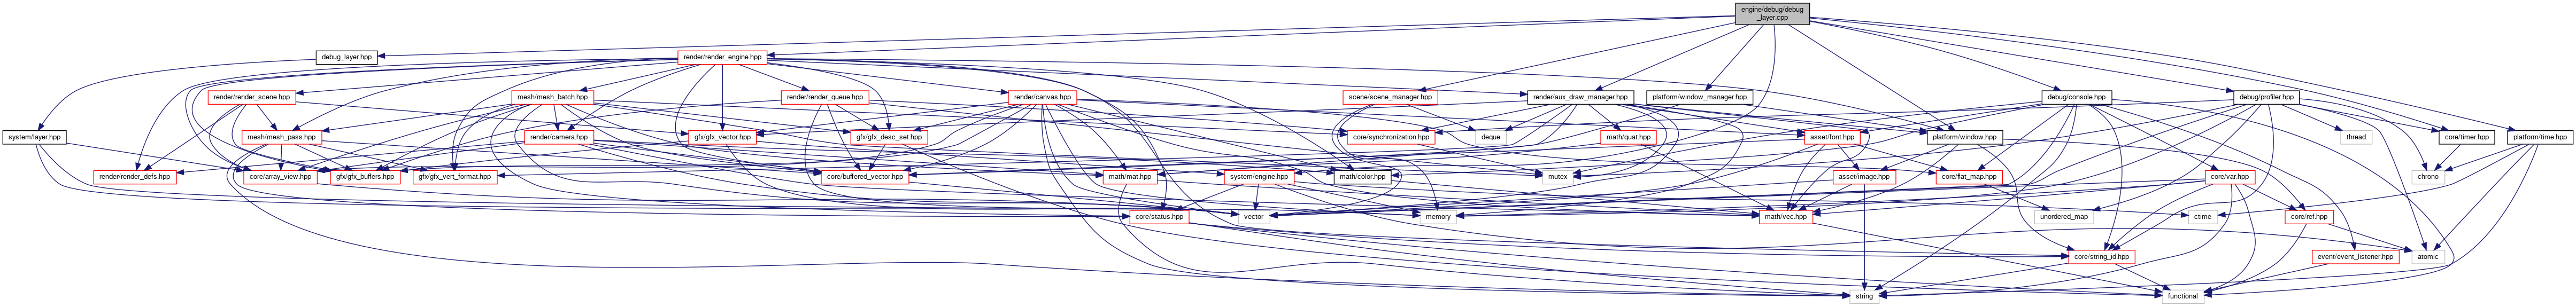 engine/debug/debug
_layer.cpp
debug_layer.hpp
render/render_engine.hpp
render/render_scene.hpp
mesh/mesh_batch.hpp
render/render_queue.hpp
render/canvas.hpp
scene/scene_manager.hpp
render/aux_draw_manager.hpp
platform/window_manager.hpp
debug/console.hpp
debug/profiler.hpp
system/layer.hpp
mesh/mesh_pass.hpp
render/camera.hpp
gfx/gfx_vector.hpp
gfx/gfx_desc_set.hpp
core/synchronization.hpp
deque
math/quat.hpp
asset/font.hpp
platform/window.hpp
thread
core/timer.hpp
platform/time.hpp
render/render_defs.hpp
core/array_view.hpp
gfx/gfx_buffers.hpp
gfx/gfx_vert_format.hpp
core/buffered_vector.hpp
math/mat.hpp
system/engine.hpp
math/color.hpp
mutex
asset/image.hpp
core/flat_map.hpp
core/var.hpp
chrono
core/status.hpp
vector
memory
math/vec.hpp
unordered_map
ctime
core/ref.hpp
core/string_id.hpp
event/event_listener.hpp
atomic
string
functional